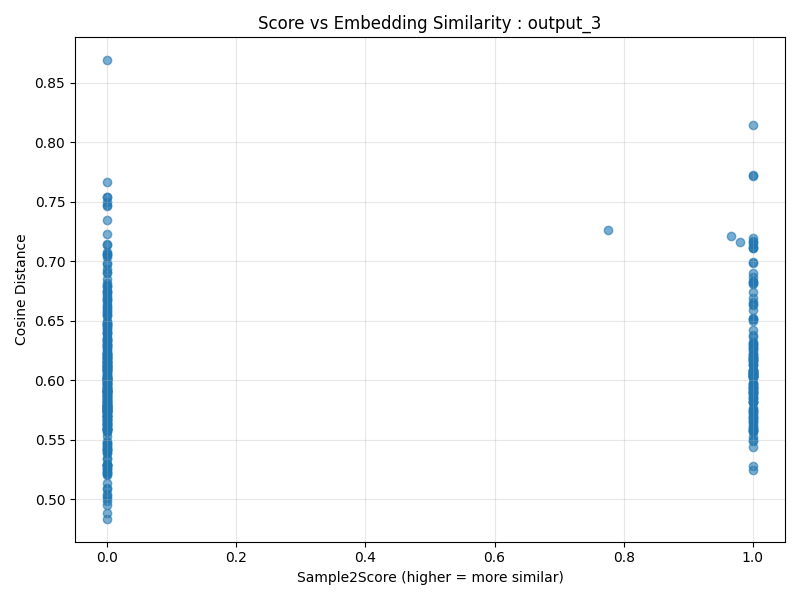 Score vs Embedding Similarity : output_3
Cosine Distance
0.85
0.80
0.75
0.70
0.65
0.60
0.55
0.50
0.0 0.2 0.4 0.6 0.8 1.0
Sample2Score (higher = more similar)